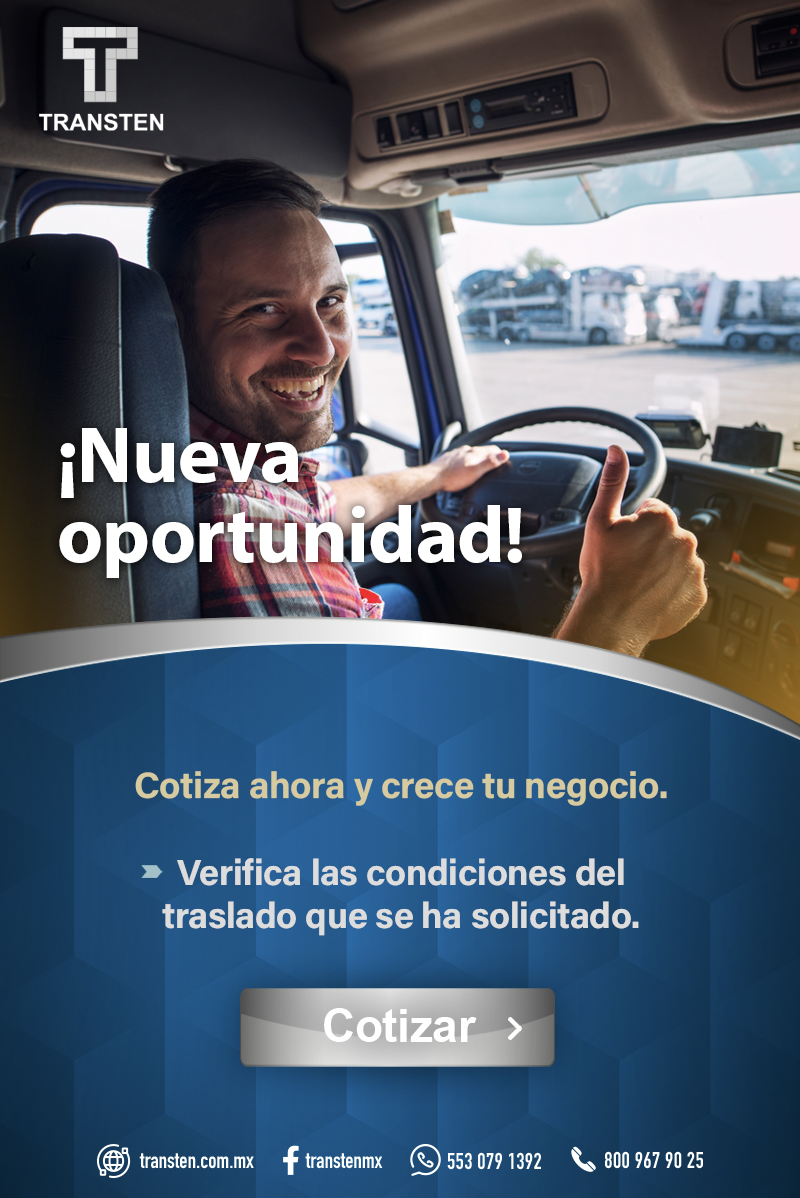 TRANSTEN
¡Nueva
oportunidad!
Cotiza ahora y crece tu negocio.
Verifica las condiciones del
traslado que se ha solicitado.
Cotizar
transten.com.mx transtenmx 553 079 1392 800 967 90 25